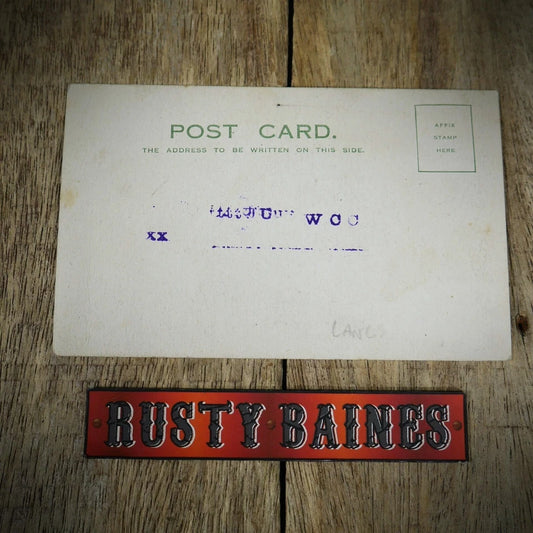 POST CARD.
THE ADDRESS TO BE WRITTEN ON THIS SIDE.
AFFIX
STAMP
HERE.
W C C
XX
LANCS
RUSTY BAINES